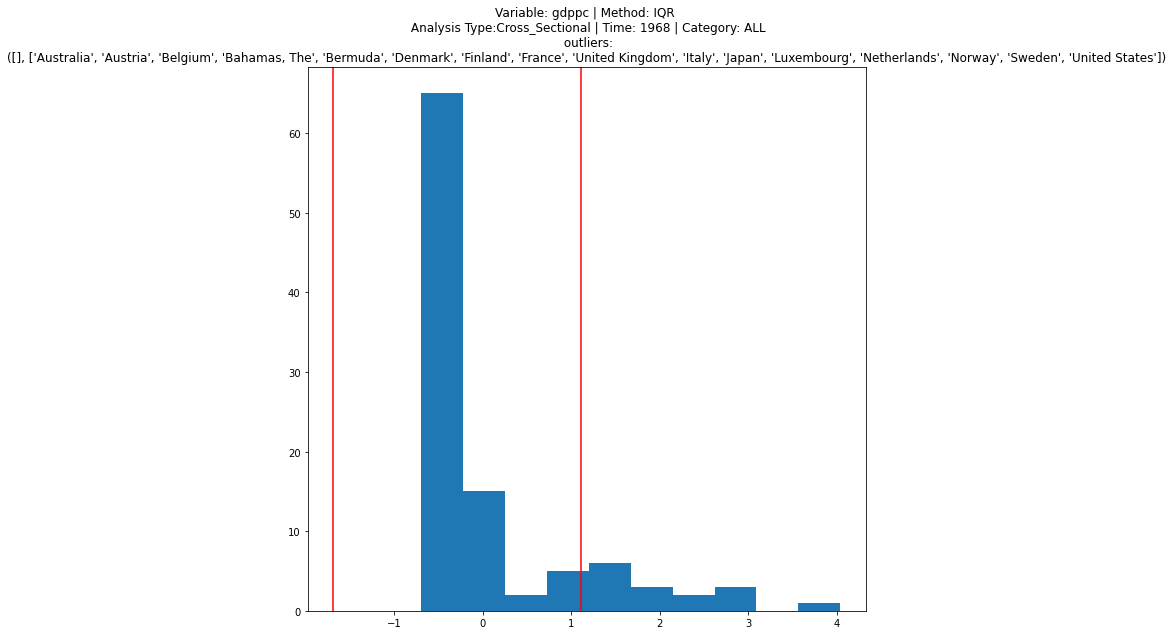 Variable: gdppc | Method: IQR
Analysis Type:Cross_Sectional | Time: 1968 | Category: ALL
outliers:
([], ['Australia', 'Austria', 'Belgium', 'Bahamas, The', 'Bermuda', 'Denmark', 'Finland', 'France', 'United Kingdom', 'Italy', 'Japan', 'Luxembourg', 'Netherlands', 'Norway', 'Sweden', 'United States'])
60
50
40
30
20
10
0
−1 0 1 2 3 4